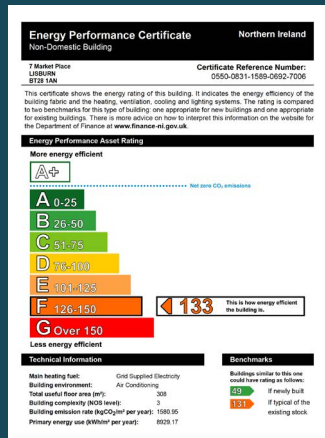 Energy Performance Certificate
Northern Ireland
Non-Domestic Building
7 Market Place
LISBURN
BT28 1AN
Certificate Reference Number:
0550-0831-1589-0692-7006
This certificate shows the energy rating of this building. It indicates the energy efficiency of the
building fabric and the heating, ventilation, cooling and lighting systems. The rating is compared
to two benchmarks for this type of building: one appropriate for new buildings and one appropriate
for existing buildings. There is more advice on how to interpret this information on the website for
the Department of Finance at www.finance-ni.gov.uk.
Energy Performance Asset Rating
More energy efficient
A+
Net zero CO₂ emissions
A 0-25
B 26-50
C 51-75
D 76-100
E 101-125
F 126-150
133
This is how energy efficient
the building is.
G Over 150
Less energy efficient
Technical Information
Main heating fuel: Grid Supplied Electricity
Building environment: Air Conditioning
Total useful floor area (m²): 308
Building complexity (NOS level): 3
Building emission rate (kgCO₂/m² per year): 1580.95
Primary energy use (kWh/m² per year): 8929.17
Benchmarks
Buildings similar to this one
could have rating as follows:
49 If newly built
131 If typical of the
existing stock